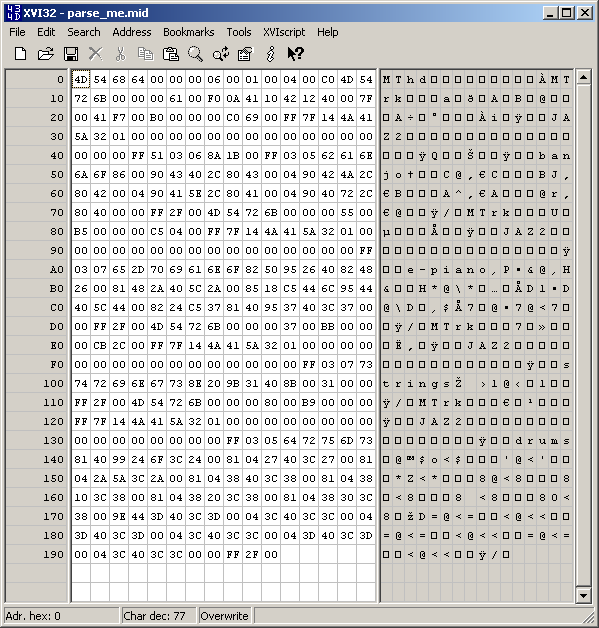 XVI32 - parse_me.mid
File Edit Search Address Bookmarks Tools XVIscript Help
0 4D 54 68 64 00 00 00 06 00 01 00 04 00 C0 4D 54 M T h d □ □ □ □ □ □ □ □ □ À M T
10 72 6B 00 00 00 61 00 F0 0A 41 10 42 12 40 00 7F r k □ □ □ a □ ð □ A □ B □ @ □ □
20 00 41 F7 00 B0 00 00 00 C0 69 00 FF 7F 14 4A 41 □ A ÷ □ ° □ □ □ À i □ ÿ □ □ J A
30 5A 32 01 00 00 00 00 00 00 00 00 00 00 00 00 00 Z 2 □ □ □ □ □ □ □ □ □ □ □ □ □ □
40 00 00 00 FF 51 03 06 8A 1B 00 FF 03 05 62 61 6E □ □ □ ÿ Q □ □ Š □ □ ÿ □ □ b a n
50 6A 6F 86 00 90 43 40 2C 80 43 00 04 90 42 4A 2C j o † □ □ C @ , € C □ □ □ B J ,
60 80 42 00 04 90 41 5E 2C 80 41 00 04 90 40 72 2C € B □ □ □ A ^ , € A □ □ □ @ r ,
70 80 40 00 00 FF 2F 00 4D 54 72 6B 00 00 00 55 00 € @ □ □ ÿ / □ M T r k □ □ □ U □
80 B5 00 00 00 C5 04 00 FF 7F 14 4A 41 5A 32 01 00 µ □ □ □ Å □ □ ÿ □ □ J A Z 2 □ □
90 00 00 00 00 00 00 00 00 00 00 00 00 00 00 00 FF □ □ □ □ □ □ □ □ □ □ □ □ □ □ □ ÿ
A0 03 07 65 2D 70 69 61 6E 6F 82 50 95 26 40 82 48 □ □ e - p i a n o ‚ P • & @ ‚ H
B0 26 00 81 48 2A 40 5C 2A 00 85 18 C5 44 6C 95 44 & □ □ H * @ \ * □ … □ Å D l • D
C0 40 5C 44 00 82 24 C5 37 81 40 95 37 40 3C 37 00 @ \ D □ ‚ $ Å 7 □ @ • 7 @ < 7 □
D0 00 FF 2F 00 4D 54 72 6B 00 00 00 37 00 BB 00 00 □ ÿ / □ M T r k □ □ □ 7 □ » □ □
E0 00 CB 2C 00 FF 7F 14 4A 41 5A 32 01 00 00 00 00 □ Ë , □ ÿ □ □ J A Z 2 □ □ □ □ □
F0 00 00 00 00 00 00 00 00 00 00 00 00 FF 03 07 73 □ □ □ □ □ □ □ □ □ □ □ □ ÿ □ □ s
100 74 72 69 6E 67 73 8E 20 9B 31 40 8B 00 31 00 00 t r i n g s Ž › 1 @ ‹ □ 1 □ □
110 FF 2F 00 4D 54 72 6B 00 00 00 80 00 B9 00 00 00 ÿ / □ M T r k □ □ □ € □ ¹ □ □ □
120 FF 7F 14 4A 41 5A 32 01 00 00 00 00 00 00 00 00 ÿ □ □ J A Z 2 □ □ □ □ □ □ □ □ □
130 00 00 00 00 00 00 00 00 FF 03 05 64 72 75 6D 73 □ □ □ □ □ □ □ □ ÿ □ □ d r u m s
140 81 40 99 24 6F 3C 24 00 81 04 27 40 3C 27 00 81 □ @ ™ $ o < $ □ □ □ ' @ < ' □ □
150 04 2A 5A 3C 2A 00 81 04 38 40 3C 38 00 81 04 38 □ * Z < * □ □ □ 8 @ < 8 □ □ □ 8
160 10 3C 38 00 81 04 38 20 3C 38 00 81 04 38 30 3C □ < 8 □ □ □ 8 < 8 □ □ □ 8 0 <
170 38 00 9E 44 3D 40 3C 3D 00 04 3C 40 3C 3C 00 04 8 □ ž D = @ < = □ □ < @ < < □ □
180 3D 40 3C 3D 00 04 3C 40 3C 3C 00 04 3D 40 3C 3D = @ < = □ □ < @ < < □ □ = @ < =
190 00 04 3C 40 3C 3C 00 00 FF 2F 00 □ □ < @ < < □ □ ÿ / □
Adr. hex: 0 Char dec: 77 Overwrite